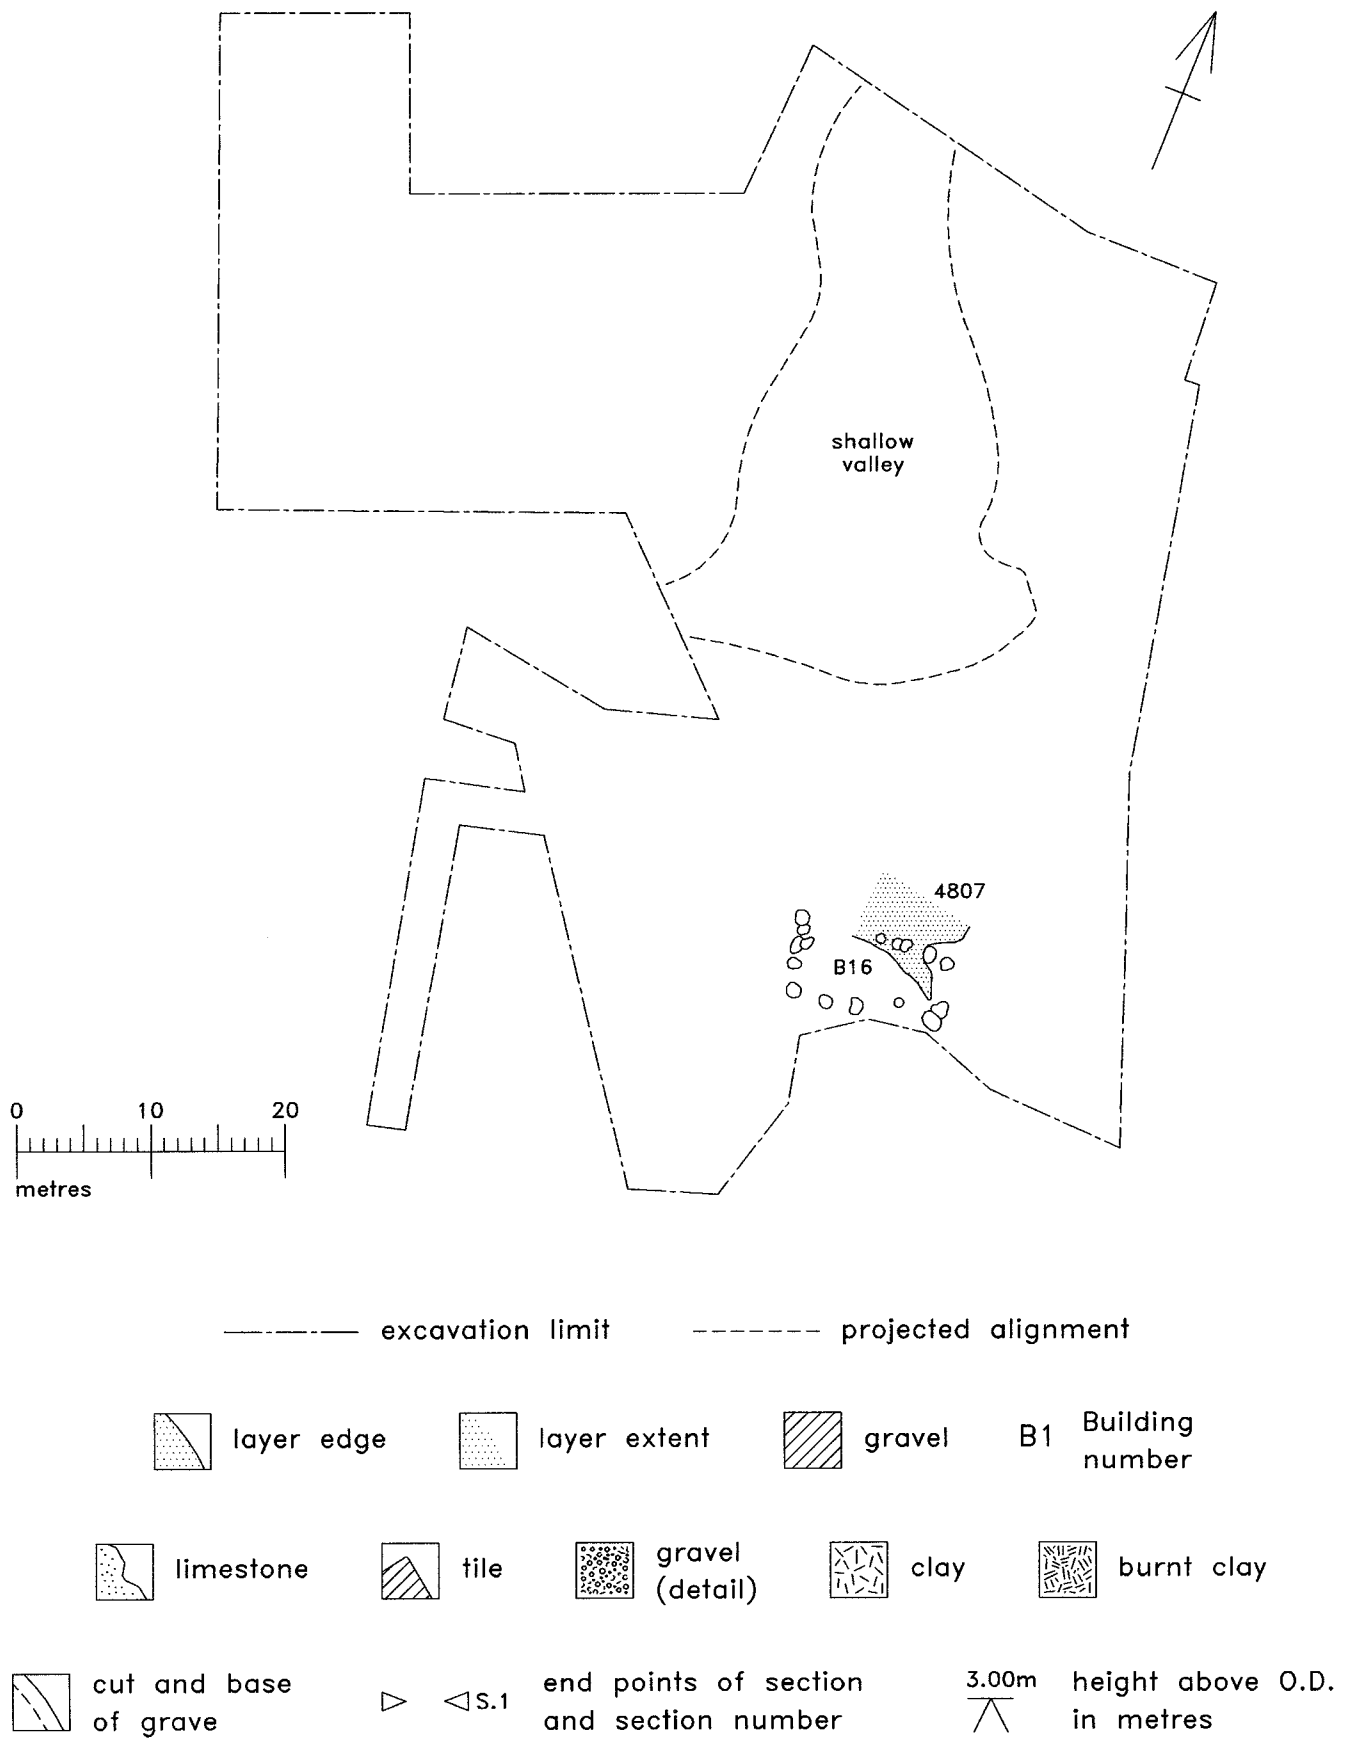 shallow
valley
4807
B16
0 10 20
metres
excavation limit
projected alignment
layer edge
layer extent
gravel
B1 Building
number
limestone
tile
gravel
(detail)
clay
burnt clay
cut and base
of grave
S.1
end points of section
and section number
3.00m
height above O.D.
in metres